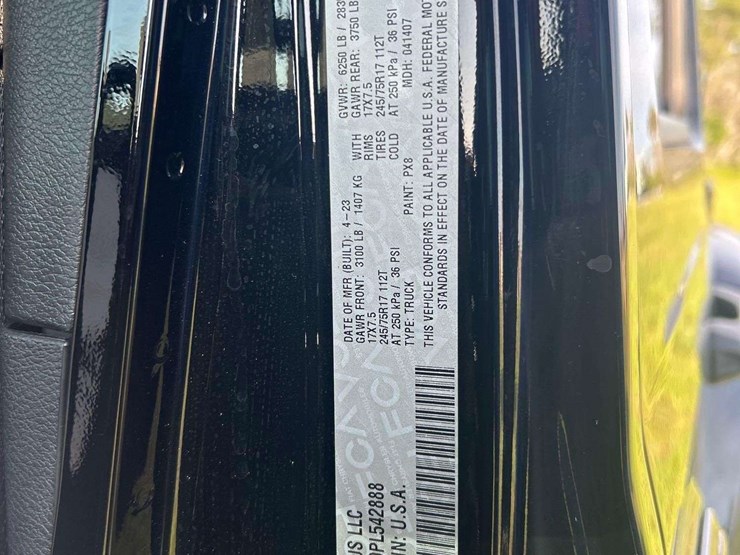 DATE OF MFR (BUILT): 4-23 GVWR: 6250 LB / 283
GAWR FRONT: 3100 LB / 1407 KG WITH GAWR REAR: 3750 LB
17X7.5 RIMS 17X7.5
245/75R17 112T TIRES 245/75R17 112T
AT 250 kPa / 36 PSI COLD AT 250 kPa / 36 PSI
TYPE: TRUCK PAINT: PX8 MDH: 041407
THIS VEHICLE CONFORMS TO ALL APPLICABLE U.S.A. FEDERAL MOT
STANDARDS IN EFFECT ON THE DATE OF MANUFACTURE S
US LLC
PL542888
TN: U.S.A.